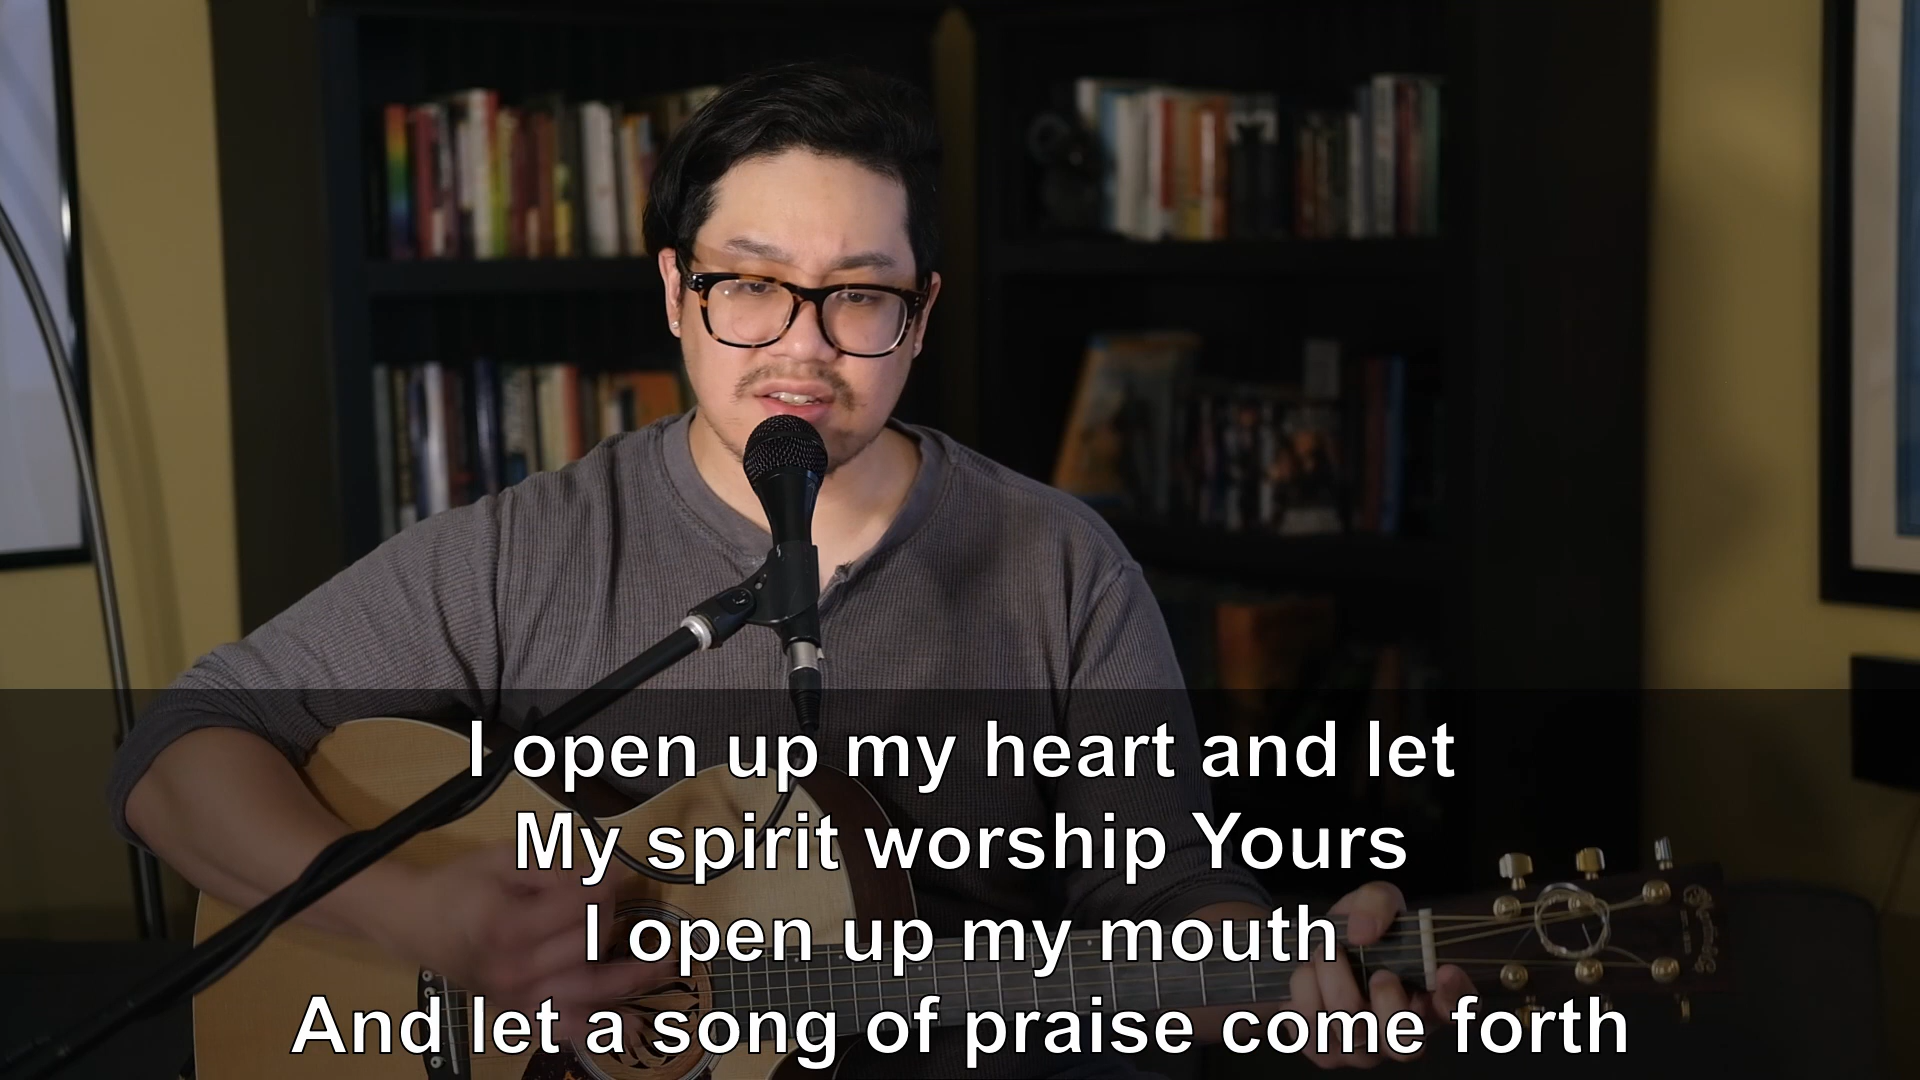 I open up my heart and let
My spirit worship Yours
I open up my mouth
And let a song of praise come forth